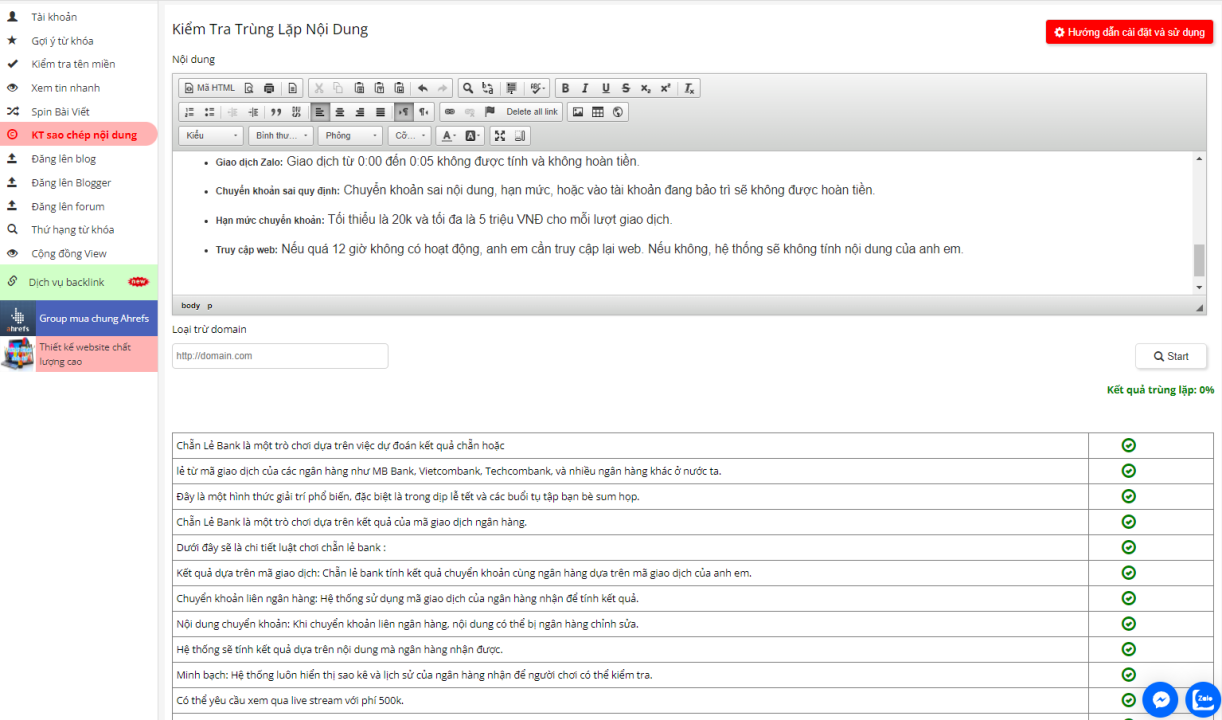 Tài khoản
Gợi ý từ khóa
Kiểm tra tên miền
Xem tin nhanh
Spin Bài Viết
KT sao chép nội dung
Đăng lên blog
Đăng lên Blogger
Đăng lên forum
Thứ hạng từ khóa
Cộng đồng View
Dịch vụ backlink
new
ahrefs
Group mua chung Ahrefs
Thiết kế website chất
lượng cao
Kiểm Tra Trùng Lặp Nội Dung
Hướng dẫn cài đặt và sử dụng
Nội dung
Mã HTML
Delete all link
Kiểu
Bình thư...
Phông
Cỡ...
Giao dịch Zalo: Giao dịch từ 0:00 đến 0:05 không được tính và không hoàn tiền.
Chuyển khoản sai quy định: Chuyển khoản sai nội dung, hạn mức, hoặc vào tài khoản đang bảo trì sẽ không được hoàn tiền.
Hạn mức chuyển khoản: Tối thiểu là 20k và tối đa là 5 triệu VNĐ cho mỗi lượt giao dịch.
Truy cập web: Nếu quá 12 giờ không có hoạt động, anh em cần truy cập lại web. Nếu không, hệ thống sẽ không tính nội dung của anh em.
body p
Loại trừ domain
http://domain.com
Start
Kết quả trùng lặp: 0%
Chẵn Lẻ Bank là một trò chơi dựa trên việc dự đoán kết quả chẵn hoặc
lẻ từ mã giao dịch của các ngân hàng như MB Bank, Vietcombank, Techcombank, và nhiều ngân hàng khác ở nước ta.
Đây là một hình thức giải trí phổ biến, đặc biệt là trong dịp lễ tết và các buổi tụ tập bạn bè sum họp.
Chẵn Lẻ Bank là một trò chơi dựa trên kết quả của mã giao dịch ngân hàng.
Dưới đây sẽ là chi tiết luật chơi chẵn lẻ bank :
Kết quả dựa trên mã giao dịch: Chẵn lẻ bank tính kết quả chuyển khoản cùng ngân hàng dựa trên mã giao dịch của anh em.
Chuyển khoản liên ngân hàng: Hệ thống sử dụng mã giao dịch của ngân hàng nhận để tính kết quả.
Nội dung chuyển khoản: Khi chuyển khoản liên ngân hàng, nội dung có thể bị ngân hàng chỉnh sửa.
Hệ thống sẽ tính kết quả dựa trên nội dung mà ngân hàng nhận được.
Minh bạch: Hệ thống luôn hiển thị sao kê và lịch sử của ngân hàng nhận để người chơi có thể kiểm tra.
Có thể yêu cầu xem qua live stream với phí 500k.
Zalo